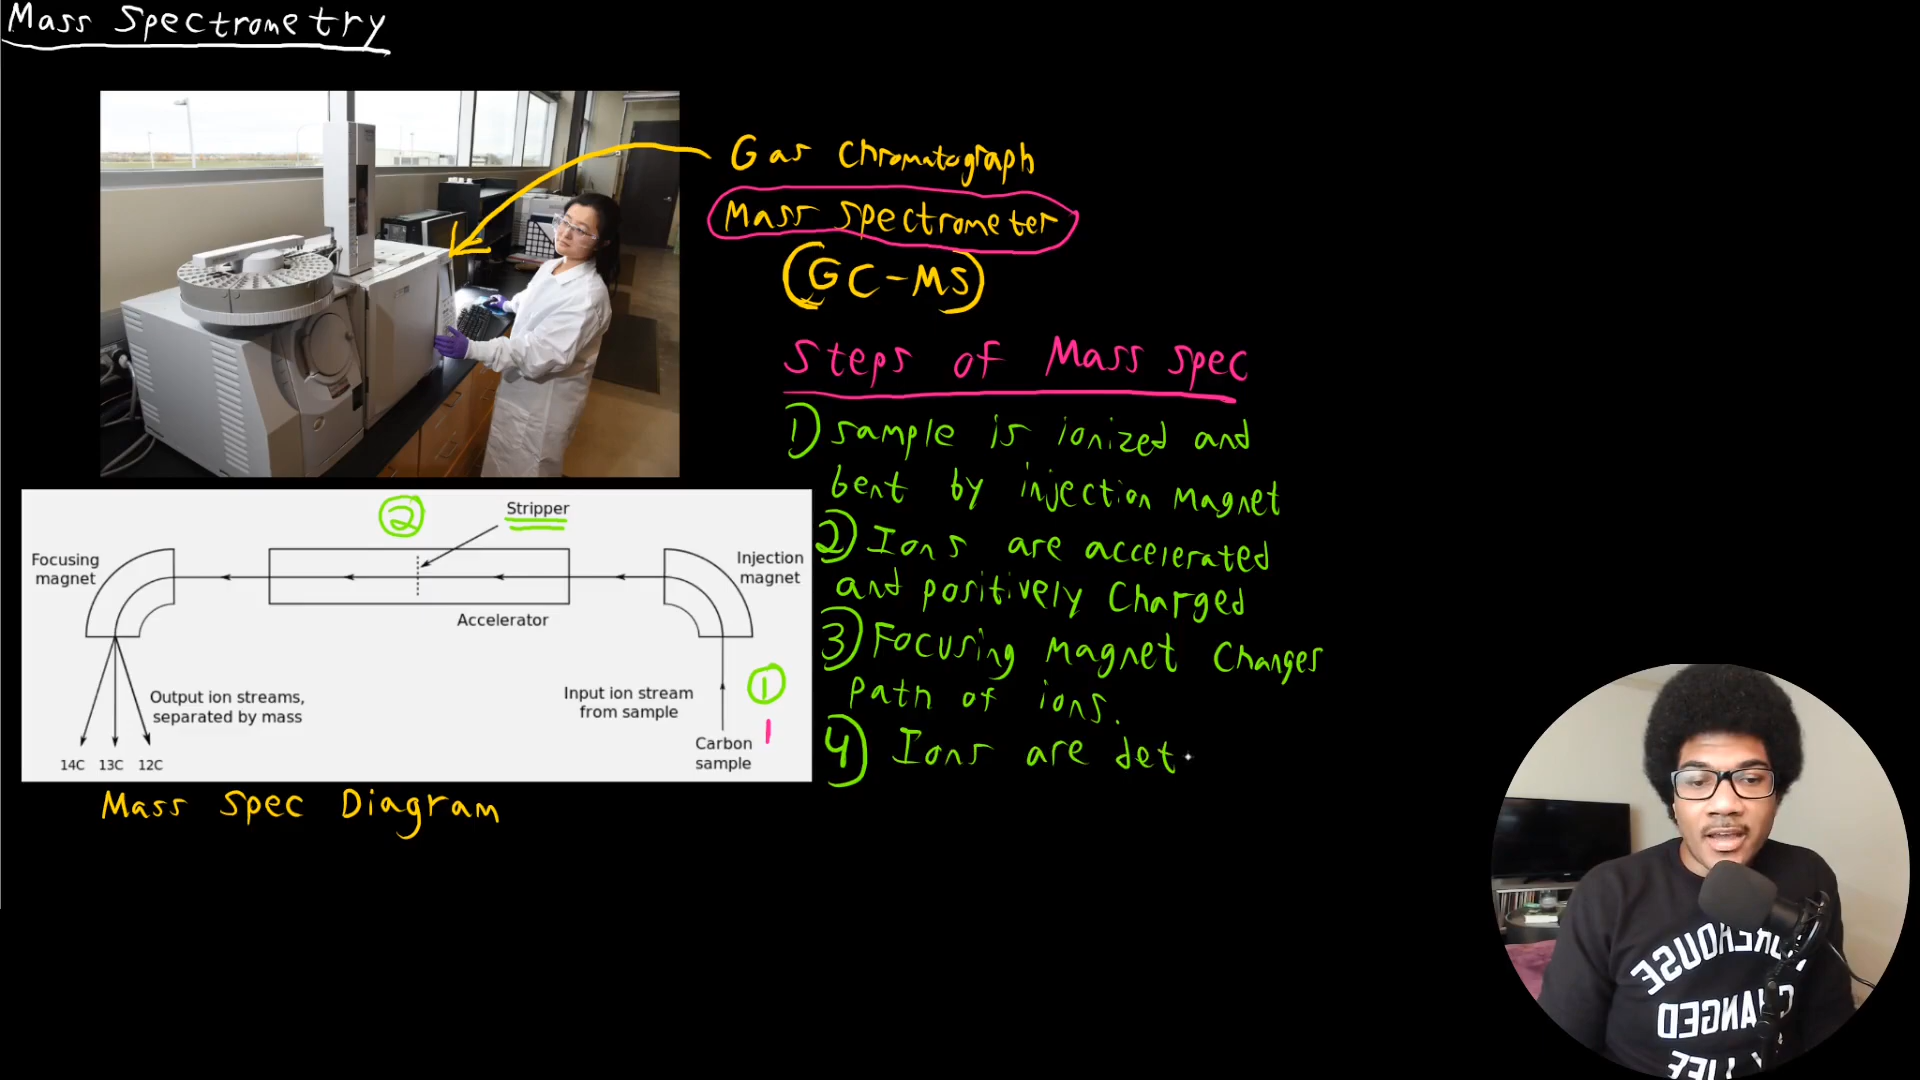 Mass Spectrometry
Gas Chromatograph
Mass Spectrometer
(GC-MS)
Steps of Mass Spec
1) sample is ionized and
bent by injection magnet
2) Ions are accelerated
and positively Charged
3) Focusing magnet Changes
Path of ions.
4) Ions are det
2
Stripper
Focusing
magnet
Injection
magnet
Accelerator
Output ion streams,
separated by mass
Input ion stream
from sample
1
1
Carbon
sample
14C 13C 12C
Mass Spec Diagram
CHANGED
LIFE